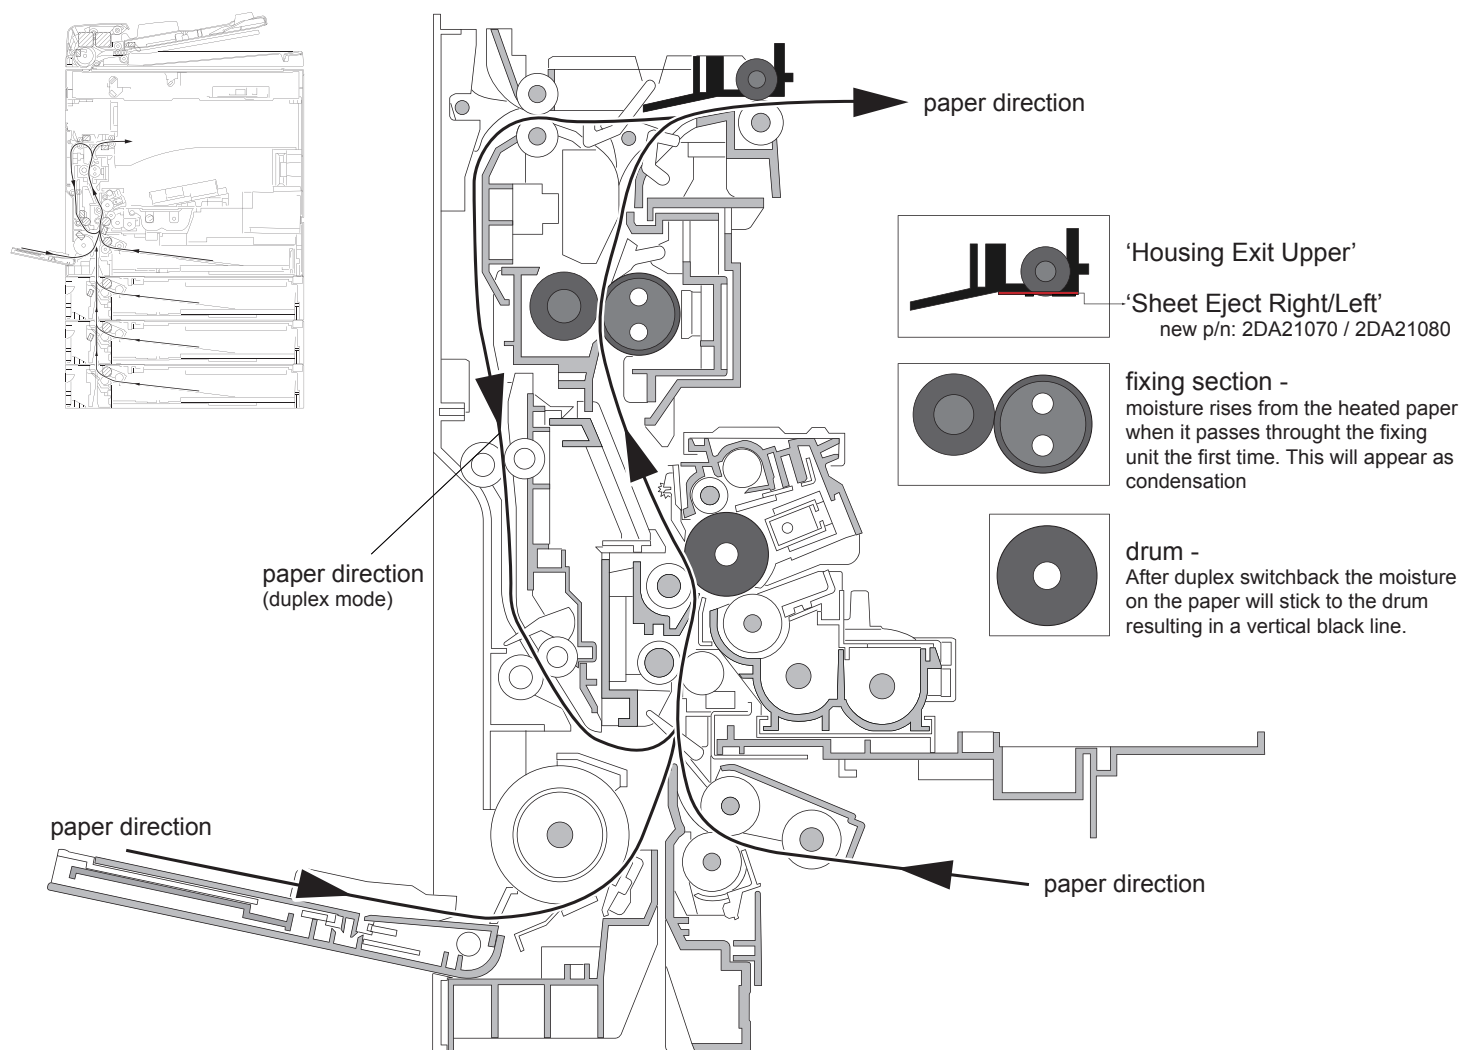 paper direction
‘Housing Exit Upper’
‘Sheet Eject Right/Left’
new p/n: 2DA21070 / 2DA21080
fixing section -
moisture rises from the heated paper
when it passes throught the fixing
unit the first time. This will appear as
condensation
drum -
After duplex switchback the moisture
on the paper will stick to the drum
resulting in a vertical black line.
paper direction
(duplex mode)
paper direction
paper direction